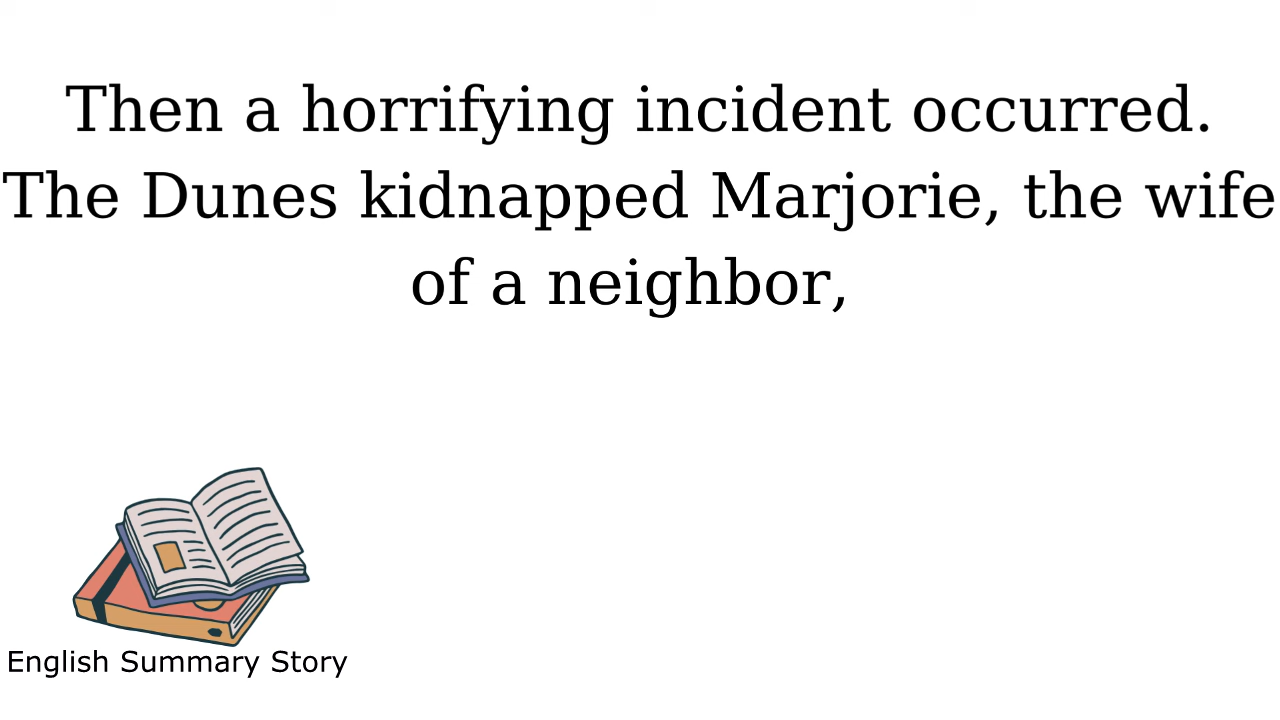 Then a horrifying incident occurred.
The Dunes kidnapped Marjorie, the wife
of a neighbor,
English Summary Story